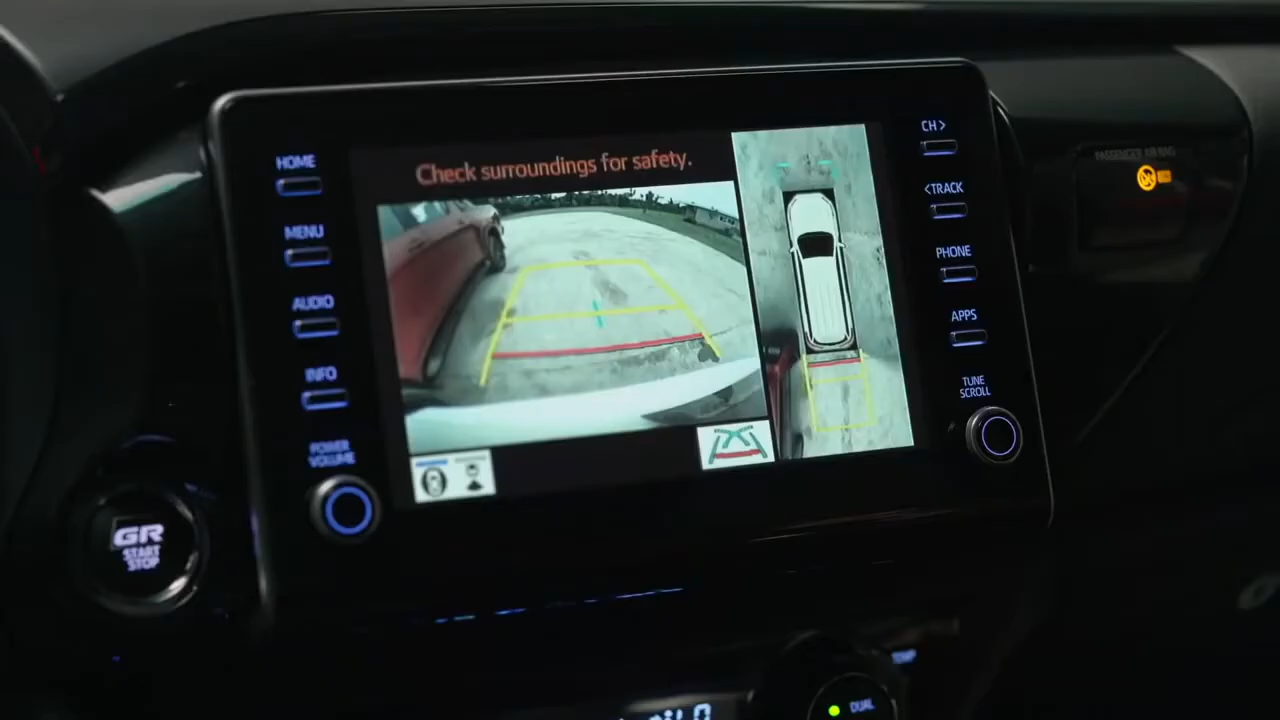 HOME
MENU
AUDIO
INFO
POWER
VOLUME
GR
START
STOP
Check surroundings for safety.
CH>
<TRACK
PHONE
APPS
TUNE
SCROLL
PASSENGER AIR BAG
TEMP
DUAL